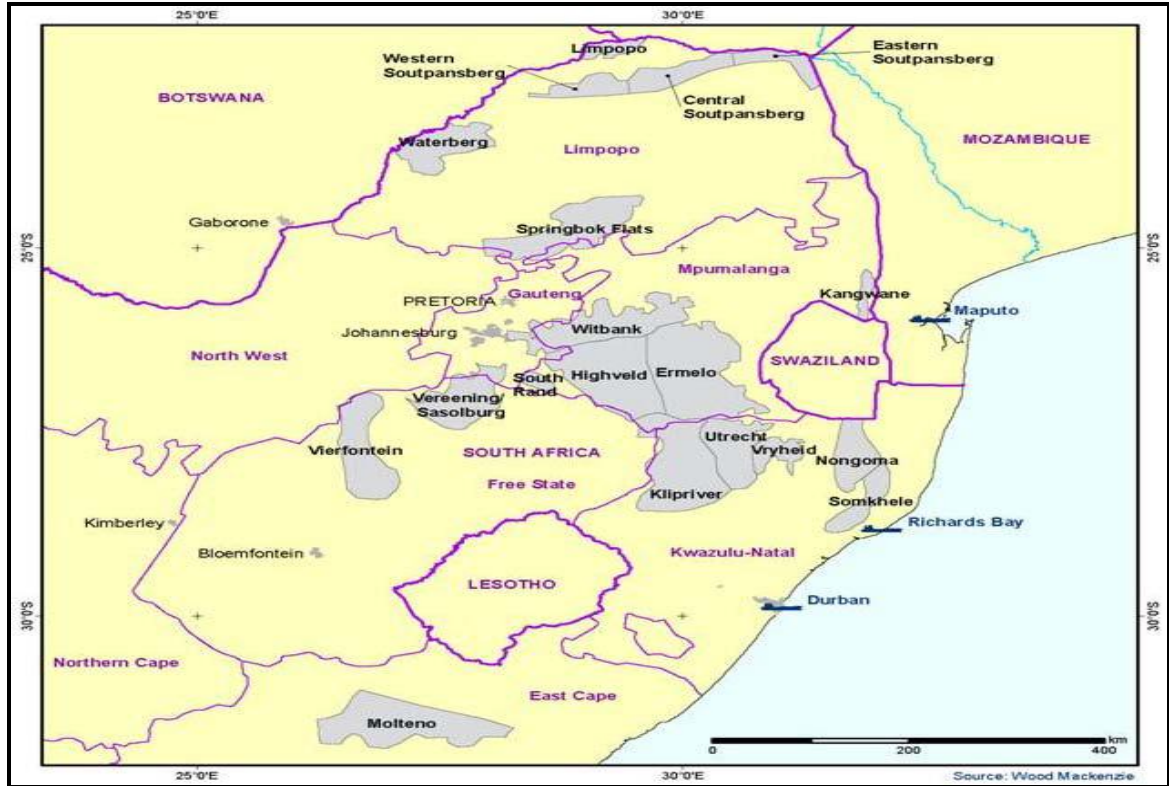 25°0'E
30°0'E
Limpopo
Western
Soutpansberg
Eastern
Soutpansberg
BOTSWANA
Central
Soutpansberg
MOZAMBIQUE
Waterberg
Limpopo
Gaborone
Springbok Flats
25°0'S
25°0'S
Mpumalanga
Kangwane
PRETORIA
Gauteng
Maputo
Johannesburg
Witbank
North West
SWAZILAND
Highveld
Ermelo
South
Rand
Vereening/
Sasolburg
Utrecht
Vryheid
Vierfontein
SOUTH AFRICA
Nongoma
Free State
Klipriver
Somkhele
Kimberley
Richards Bay
Bloemfontein
Kwazulu-Natal
LESOTHO
Durban
30°0'S
30°0'S
Northern Cape
East Cape
Molteno
km
0 200 400
25°0'E
30°0'E
Source: Wood Mackenzie